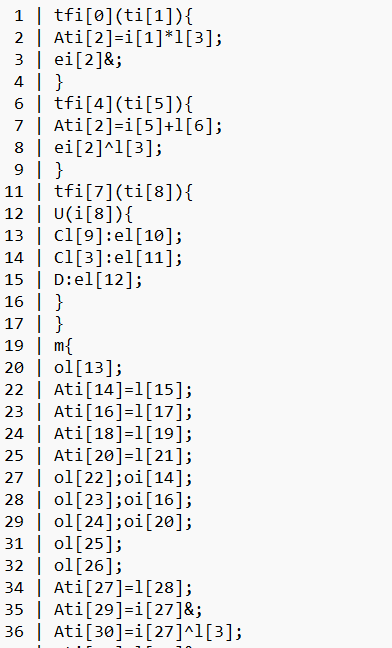 1 | tfi[0](ti[1]){
2 | Ati[2]=i[1]*l[3];
3 | ei[2]&;
4 | }
6 | tfi[4](ti[5]){
7 | Ati[2]=i[5]+l[6];
8 | ei[2]^l[3];
9 | }
11 | tfi[7](ti[8]){
12 | U(i[8]){
13 | Cl[9]:el[10];
14 | Cl[3]:el[11];
15 | D:el[12];
16 | }
17 | }
19 | m{
20 | ol[13];
22 | Ati[14]=l[15];
23 | Ati[16]=l[17];
24 | Ati[18]=l[19];
25 | Ati[20]=l[21];
27 | ol[22];oi[14];
28 | ol[23];oi[16];
29 | ol[24];oi[20];
31 | ol[25];
32 | ol[26];
34 | Ati[27]=l[28];
35 | Ati[29]=i[27]&;
36 | Ati[30]=i[27]^l[3];